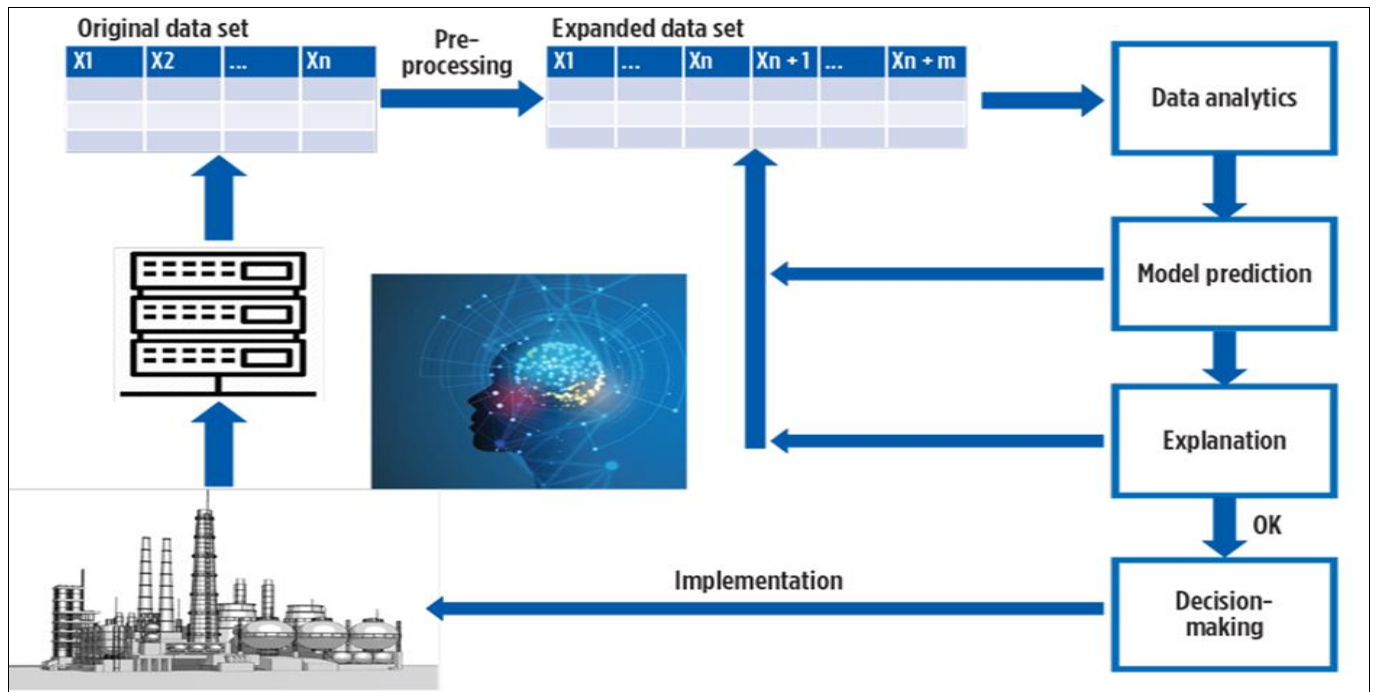 Original data set
X1 X2 ... Xn
Pre-
processing
Expanded data set
X1 ... Xn Xn + 1 ... Xn + m
Data analytics
Model prediction
Explanation
OK
Decision-
making
Implementation